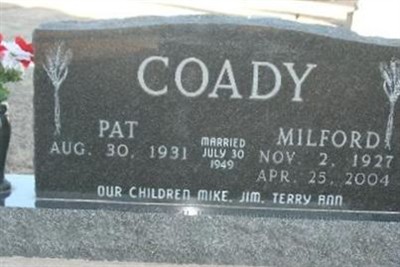 COADY
PAT
AUG. 30, 1931
MARRIED
JULY 30
1949
MILFORD
NOV. 2, 1927
APR. 25, 2004
OUR CHILDREN MIKE, JIM, TERRY ANN